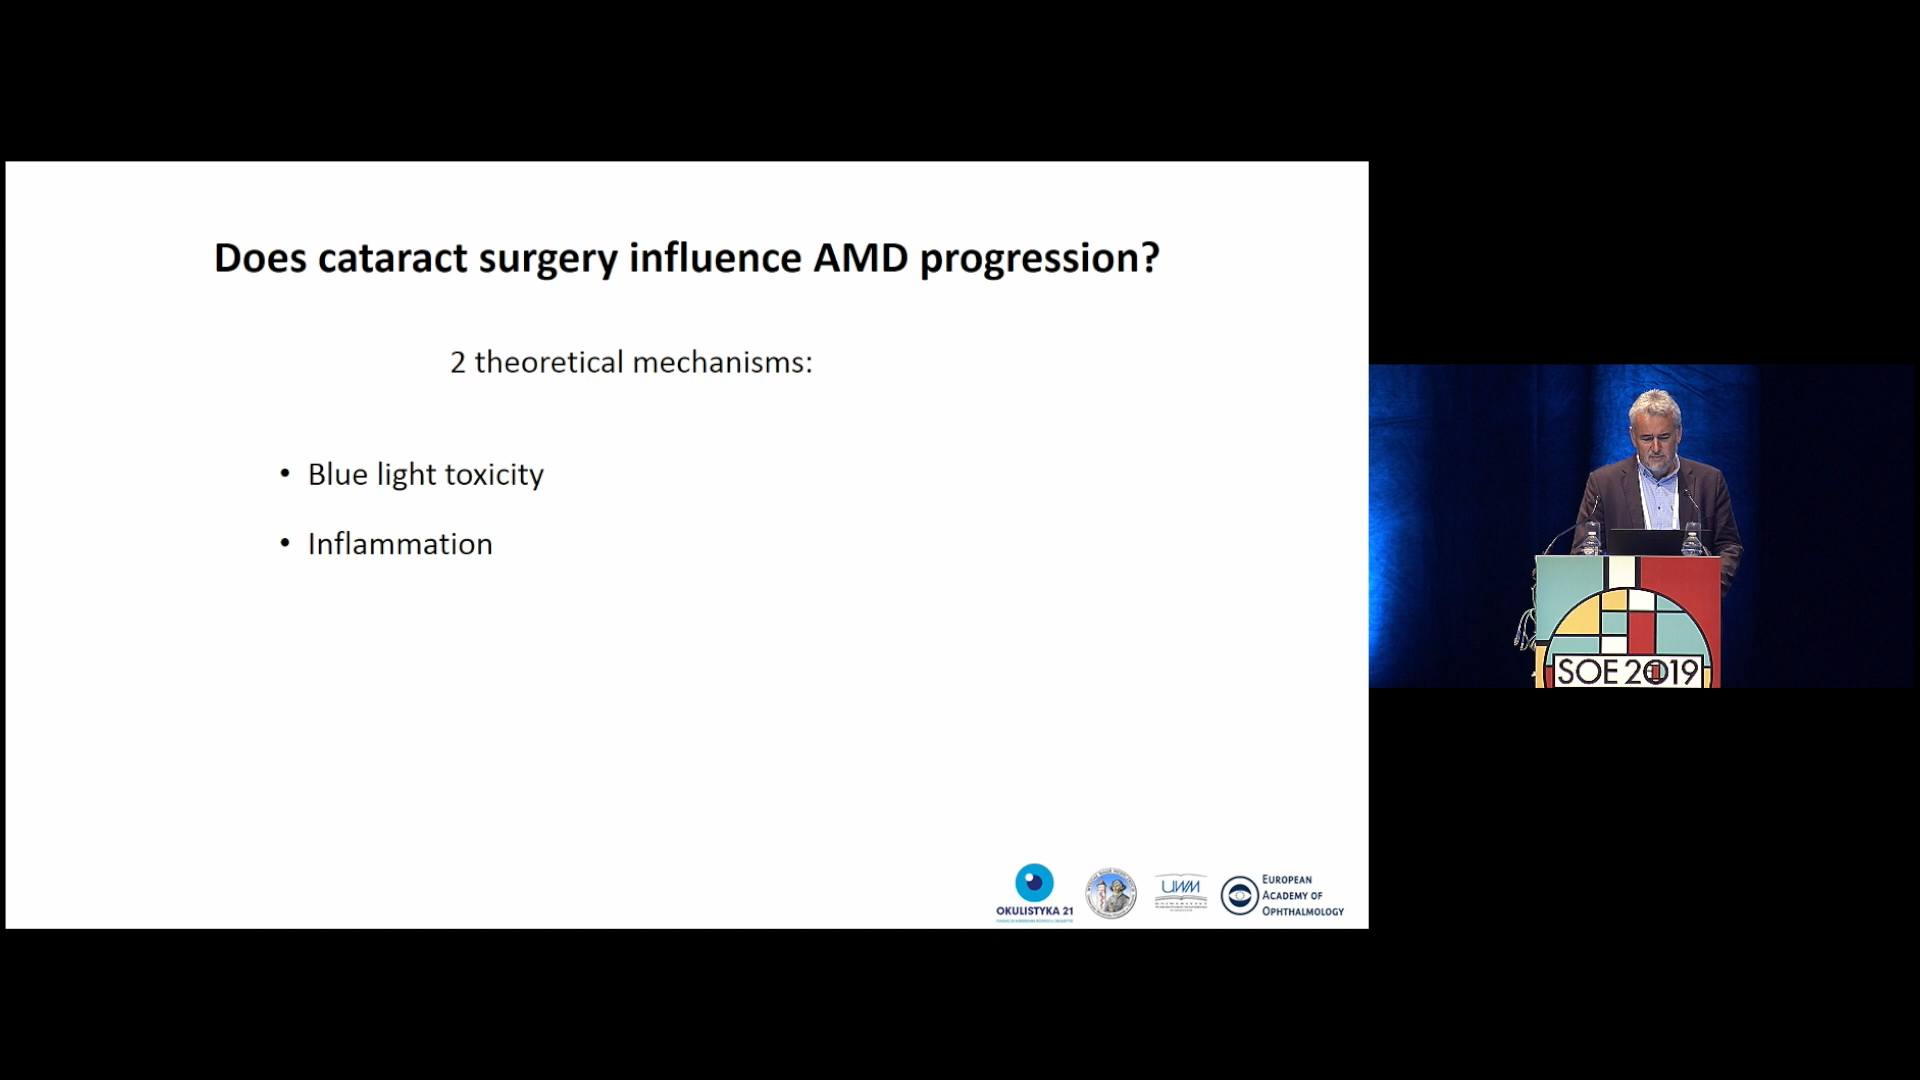 Does cataract surgery influence AMD progression?
2 theoretical mechanisms:
• Blue light toxicity
• Inflammation
OKULISTYKA 21
UWM
EUROPEAN
ACADEMY OF
OPHTHALMOLOGY
SOE 2019